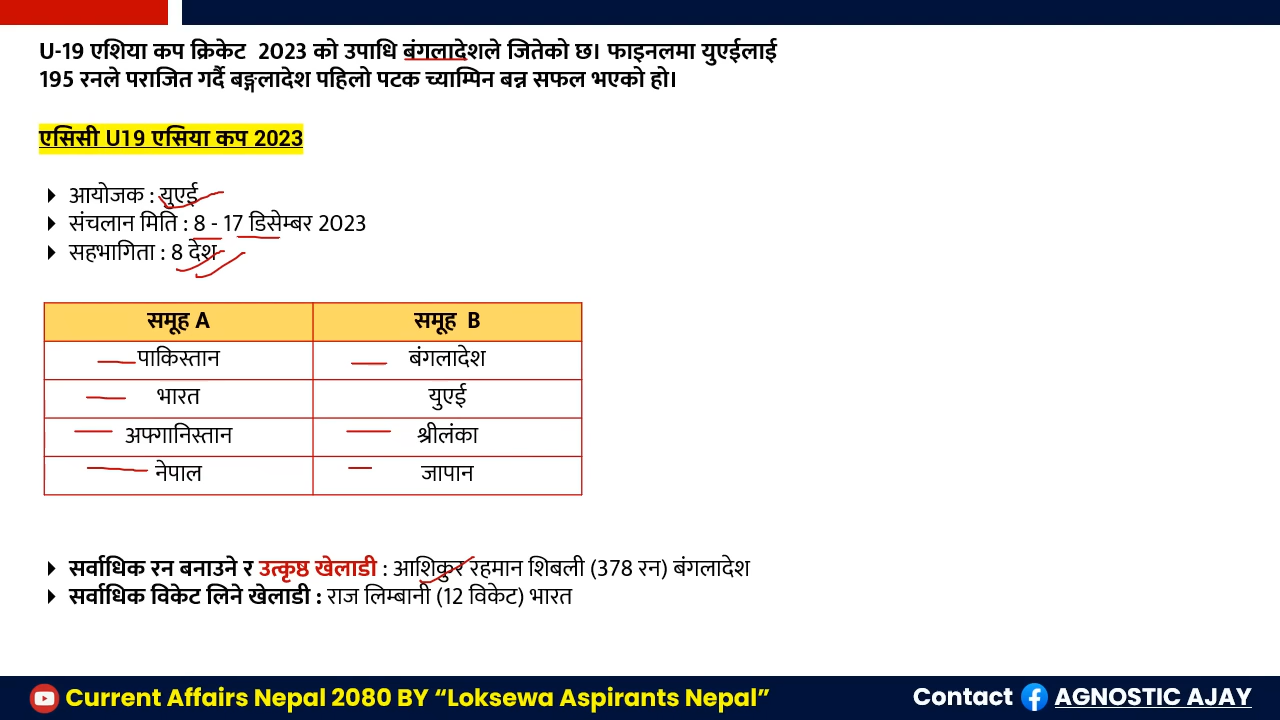 U-19 एशिया कप क्रिकेट 2023 को उपाधि बंगलादेशले जितेको छ। फाइनलमा युएईलाई
195 रनले पराजित गर्दै बङ्गलादेश पहिलो पटक च्याम्पिन बन्न सफल भएको हो।
एसिसी U19 एसिया कप 2023
आयोजक : युएई
संचलान मिति : 8 - 17 डिसेम्बर 2023
सहभागिता : 8 देश
समूह A समूह B
पाकिस्तान बंगलादेश
भारत युएई
अफ्गानिस्तान श्रीलंका
नेपाल जापान
सर्वाधिक रन बनाउने र उत्कृष्ठ खेलाडी : आशिकुर रहमान शिबली (378 रन) बंगलादेश
सर्वाधिक विकेट लिने खेलाडी : राज लिम्बानी (12 विकेट) भारत
Current Affairs Nepal 2080 BY “Loksewa Aspirants Nepal” Contact AGNOSTIC AJAY